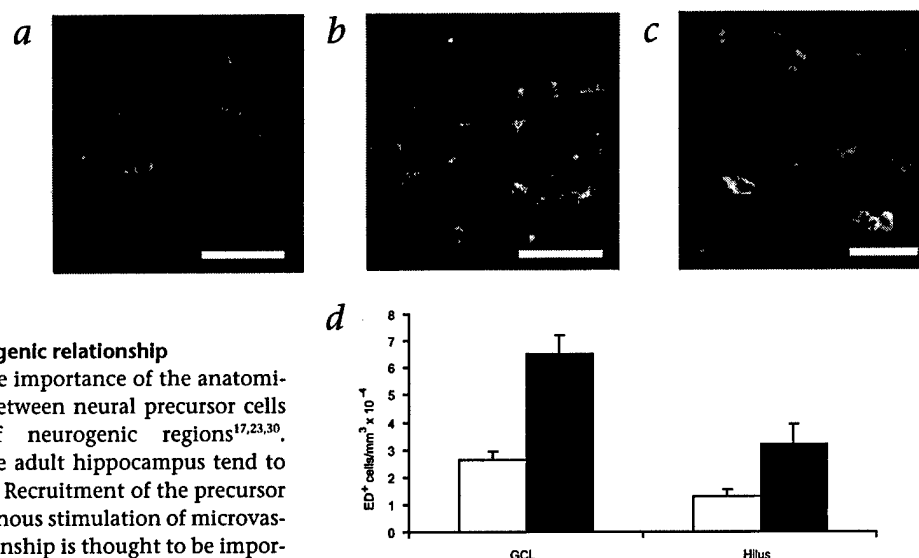 a
b
c
genic relationship
e importance of the anatomi-
etween neural precursor cells
f neurogenic regions17,23,30.
e adult hippocampus tend to
Recruitment of the precursor
nous stimulation of microvas-
nship is thought to be impor-
d
ED+ cells/mm3 x 10-4
8
7
6
5
4
3
2
1
0
GCL
Hilus